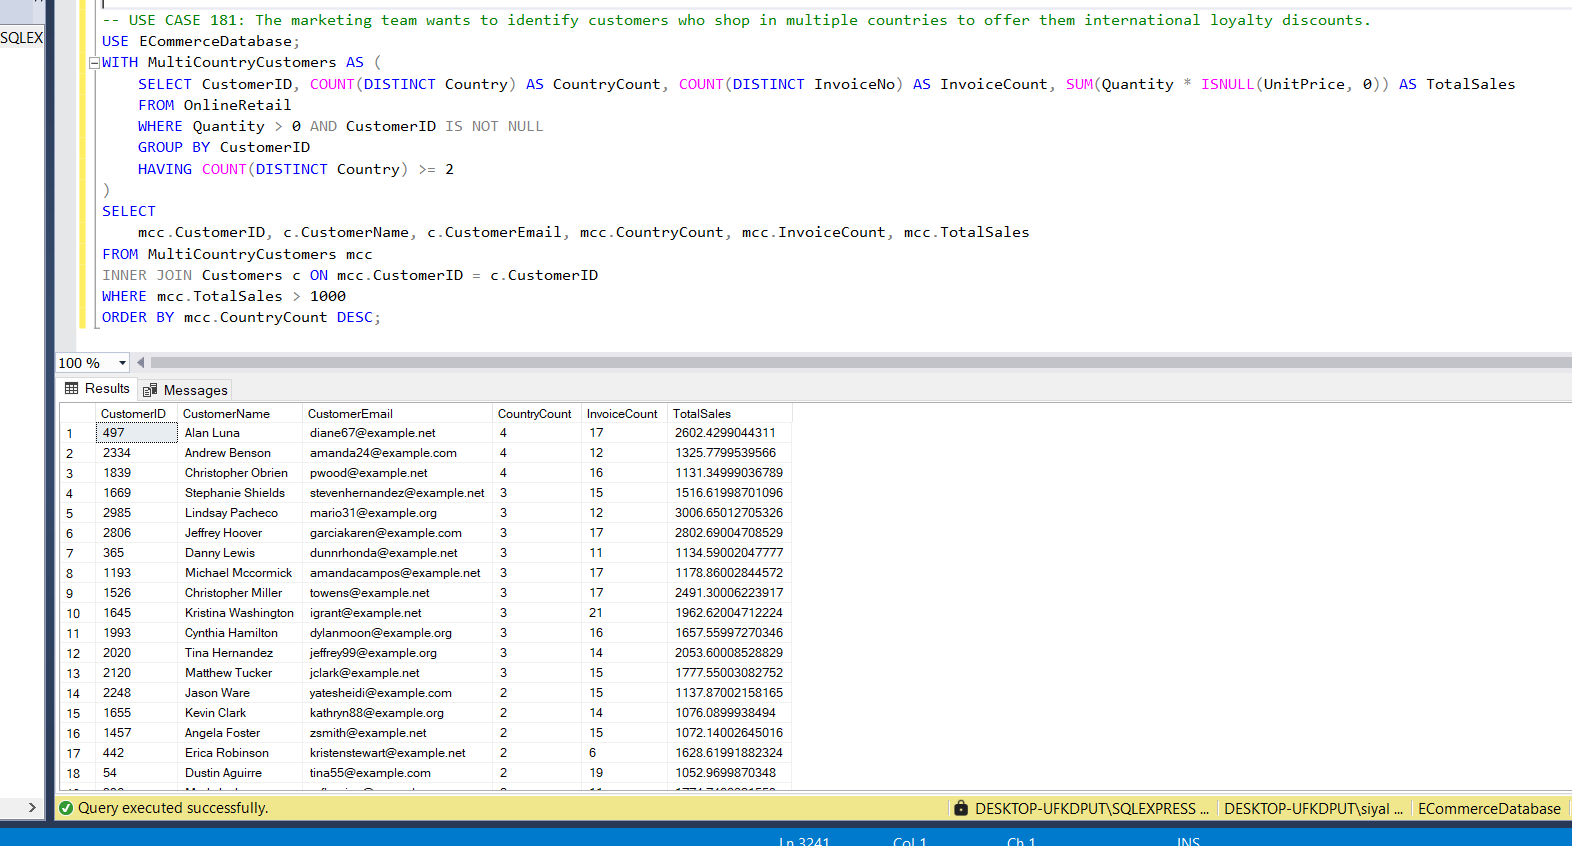 -- USE CASE 181: The marketing team wants to identify customers who shop in multiple countries to offer them international loyalty discounts.
SQLEX
USE ECommerceDatabase;
WITH MultiCountryCustomers AS (
SELECT CustomerID, COUNT(DISTINCT Country) AS CountryCount, COUNT(DISTINCT InvoiceNo) AS InvoiceCount, SUM(Quantity * ISNULL(UnitPrice, 0)) AS TotalSales
FROM OnlineRetail
WHERE Quantity > 0 AND CustomerID IS NOT NULL
GROUP BY CustomerID
HAVING COUNT(DISTINCT Country) >= 2
)
SELECT
mcc.CustomerID, c.CustomerName, c.CustomerEmail, mcc.CountryCount, mcc.InvoiceCount, mcc.TotalSales
FROM MultiCountryCustomers mcc
INNER JOIN Customers c ON mcc.CustomerID = c.CustomerID
WHERE mcc.TotalSales > 1000
ORDER BY mcc.CountryCount DESC;
100 %
Results Messages
CustomerID CustomerName CustomerEmail CountryCount InvoiceCount TotalSales
1 497 Alan Luna diane67@example.net 4 17 2602.4299044311
2 2334 Andrew Benson amanda24@example.com 4 12 1325.7799539566
3 1839 Christopher Obrien pwood@example.net 4 16 1131.34999036789
4 1669 Stephanie Shields stevenhernandez@example.net 3 15 1516.61998701096
5 2985 Lindsay Pacheco mario31@example.org 3 12 3006.65012705326
6 2806 Jeffrey Hoover garciakaren@example.com 3 17 2802.69004708529
7 365 Danny Lewis dunnrhonda@example.net 3 11 1134.59002047777
8 1193 Michael Mccormick amandacampos@example.net 3 17 1178.86002844572
9 1526 Christopher Miller towens@example.net 3 17 2491.30006223917
10 1645 Kristina Washington igrant@example.net 3 21 1962.62004712224
11 1993 Cynthia Hamilton dylanmoon@example.org 3 16 1657.55997270346
12 2020 Tina Hernandez jeffrey99@example.org 3 14 2053.60008528829
13 2120 Matthew Tucker jclark@example.net 3 15 1777.55003082752
14 2248 Jason Ware yatesheidi@example.com 2 15 1137.87002158165
15 1655 Kevin Clark kathryn88@example.org 2 14 1076.0899938494
16 1457 Angela Foster zsmith@example.net 2 15 1072.14002645016
17 442 Erica Robinson kristenstewart@example.net 2 6 1628.61991882324
18 54 Dustin Aguirre tina55@example.com 2 19 1052.9699870348
Query executed successfully. DESKTOP-UFKDPUT\SQLEXPRESS ... DESKTOP-UFKDPUT\siyal ... ECommerceDatabase
Ln 3241 Col 1 Ch 1 INS